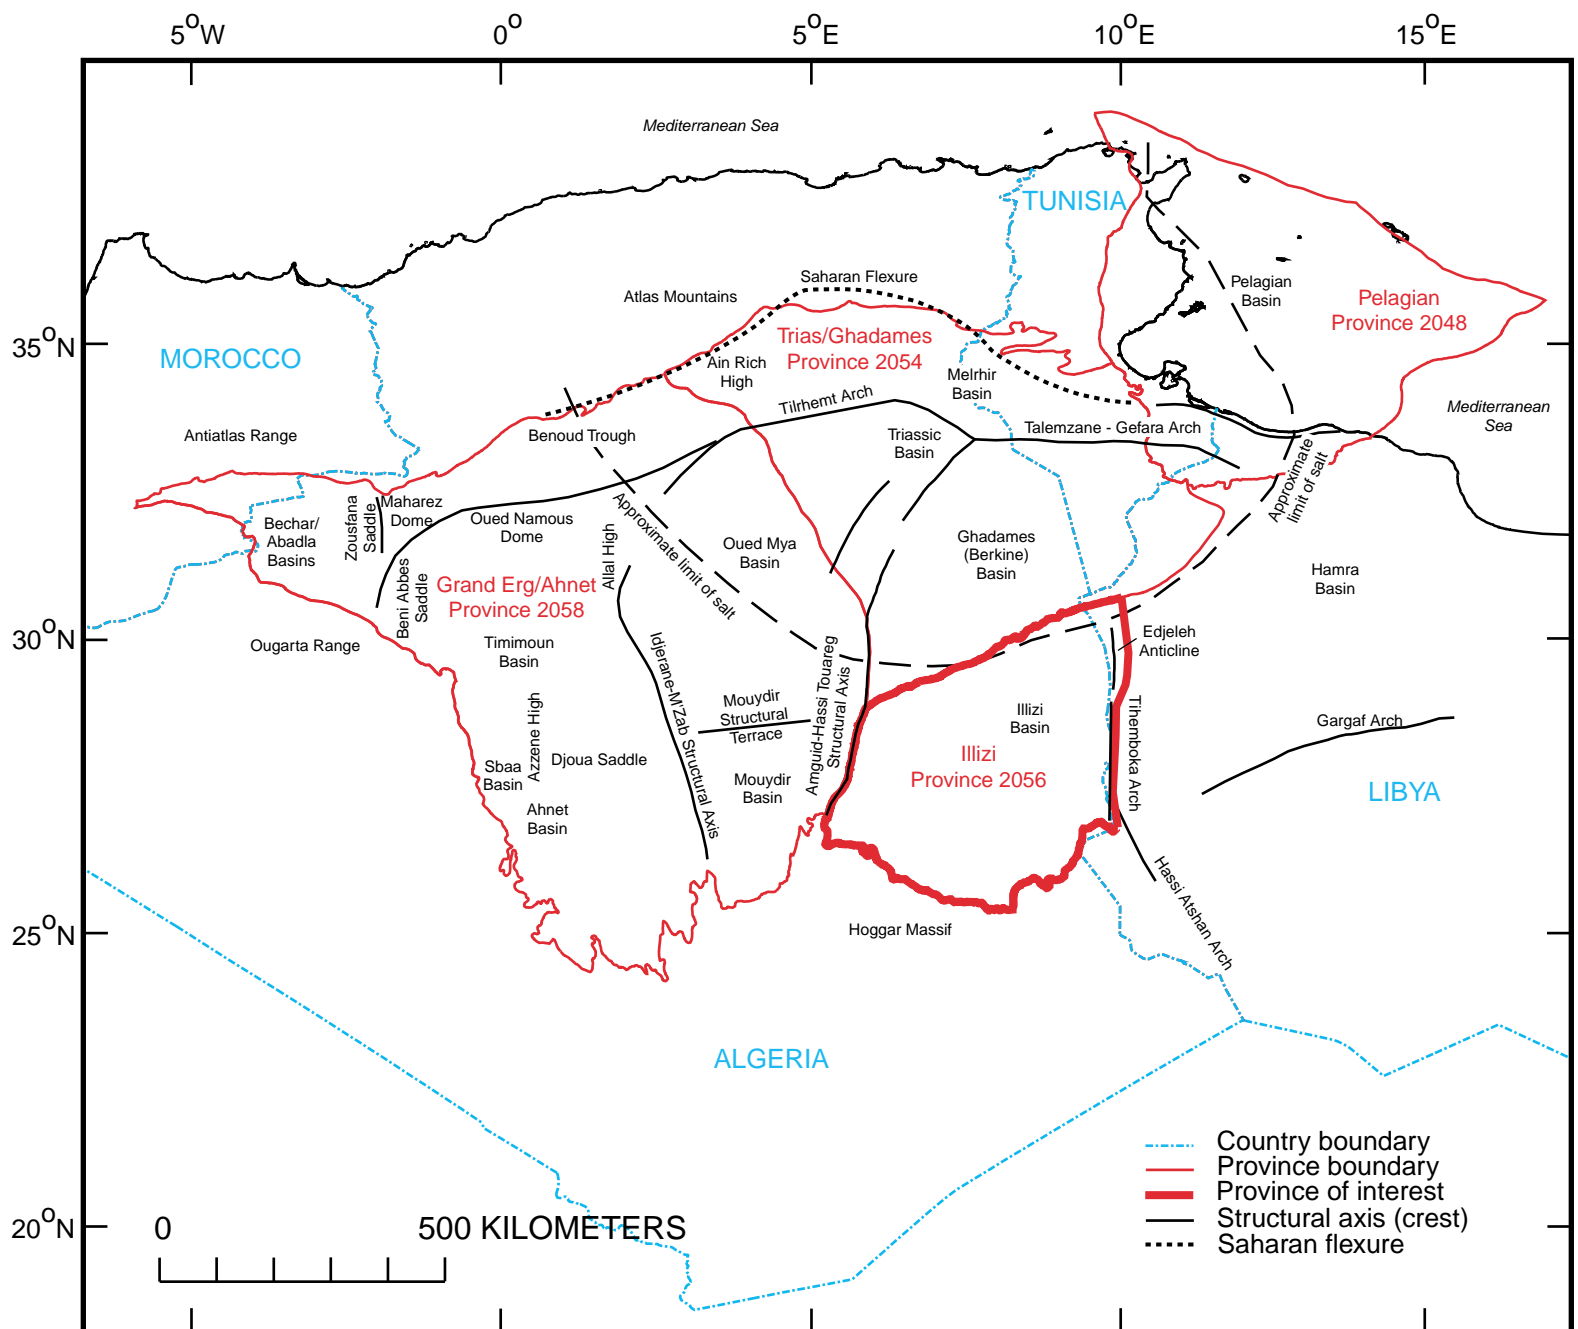 5°W
0°
5°E
10°E
15°E
Mediterranean Sea
TUNISIA
Saharan Flexure
Atlas Mountains
Pelagian
Basin
Pelagian
Province 2048
35°N
MOROCCO
Trias/Ghadames
Province 2054
Ain Rich
High
Melrhir
Basin
Tilrhemt Arch
Mediterranean
Sea
Antiatlas Range
Benoud Trough
Triassic
Basin
Talemzane - Gefara Arch
Approximate
limit of salt
Zousfana
Saddle
Maharez
Dome
Bechar/
Abadla
Basins
Oued Namous
Dome
Allal High
Approximate limit of salt
Oued Mya
Basin
Ghadames
(Berkine)
Basin
Hamra
Basin
Beni Abbes
Saddle
Grand Erg/Ahnet
Province 2058
30°N
Ougarta Range
Timimoun
Basin
Idjerane-M'Zab Structural Axis
Amguid-Hassi Touareg
Structural Axis
Edjeleh
Anticline
Azzene High
Mouydir
Structural
Terrace
Illizi
Basin
Tihemboka Arch
Gargaf Arch
Sbaa
Basin
Djoua Saddle
Mouydir
Basin
Illizi
Province 2056
LIBYA
Ahnet
Basin
Hassi Atshan Arch
25°N
Hoggar Massif
ALGERIA
Country boundary
Province boundary
Province of interest
Structural axis (crest)
Saharan flexure
20°N
0
500 KILOMETERS